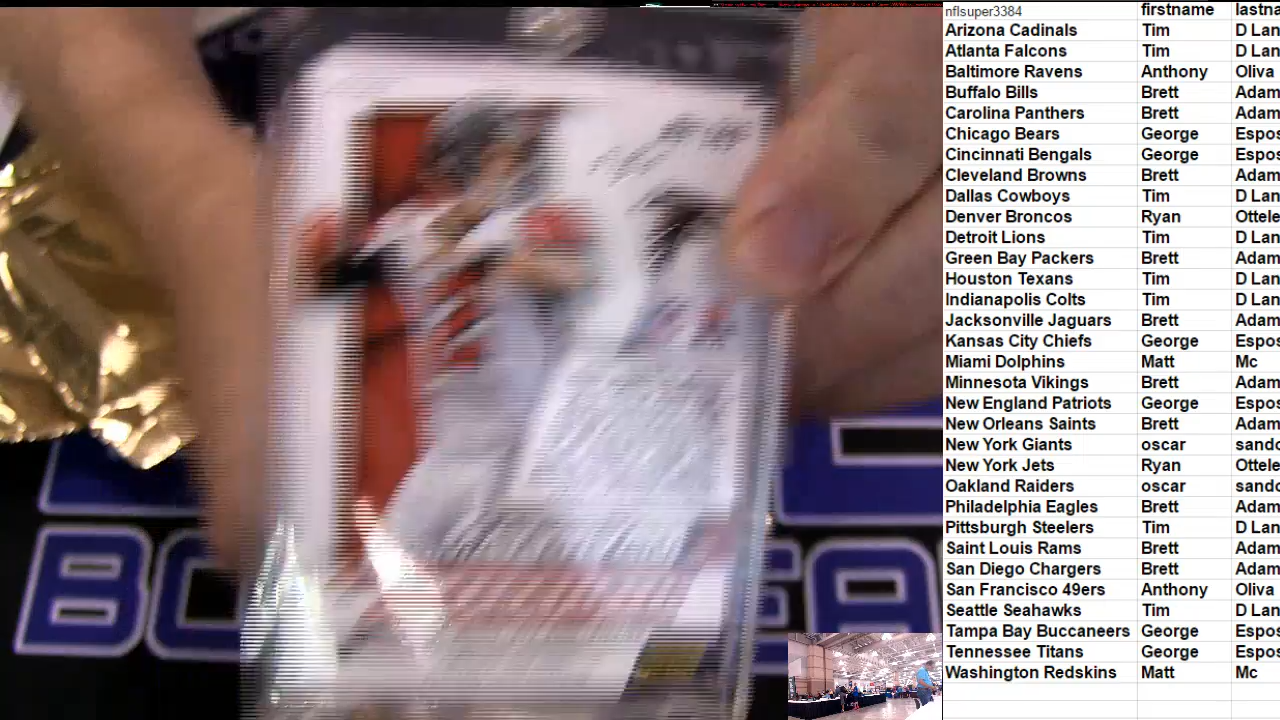 nflsuper3384 firstname lastna
Arizona Cadinals Tim D Lan
Atlanta Falcons Tim D Lan
Baltimore Ravens Anthony Oliva
Buffalo Bills Brett Adam
Carolina Panthers Brett Adam
Chicago Bears George Espos
Cincinnati Bengals George Espos
Cleveland Browns Brett Adam
Dallas Cowboys Tim D Lan
Denver Broncos Ryan Ottele
Detroit Lions Tim D Lan
Green Bay Packers Brett Adam
Houston Texans Tim D Lan
Indianapolis Colts Tim D Lan
Jacksonville Jaguars Brett Adam
Kansas City Chiefs George Espos
Miami Dolphins Matt Mc
Minnesota Vikings Brett Adam
New England Patriots George Espos
New Orleans Saints Brett Adam
New York Giants oscar sando
New York Jets Ryan Ottele
Oakland Raiders oscar sando
Philadelphia Eagles Brett Adam
Pittsburgh Steelers Tim D Lan
Saint Louis Rams Brett Adam
San Diego Chargers Brett Adam
San Francisco 49ers Anthony Oliva
Seattle Seahawks Tim D Lan
Tampa Bay Buccaneers George Espos
Tennessee Titans George Espos
Washington Redskins Matt Mc